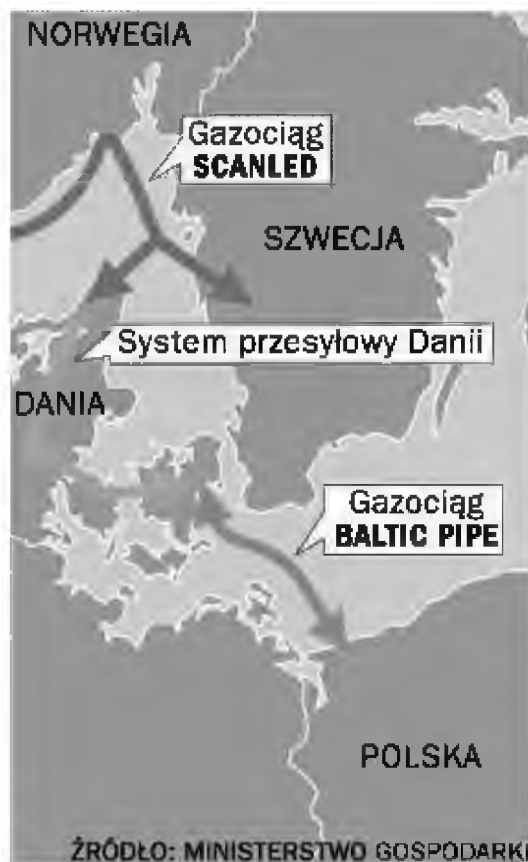 NORWEGIA
Gazociąg
SCANLED
SZWECJA
System przesyłowy Danii
DANIA
Gazociąg
BALTIC PIPE
POLSKA
ŹRÓDŁO: MINISTERSTWO GOSPODARKI